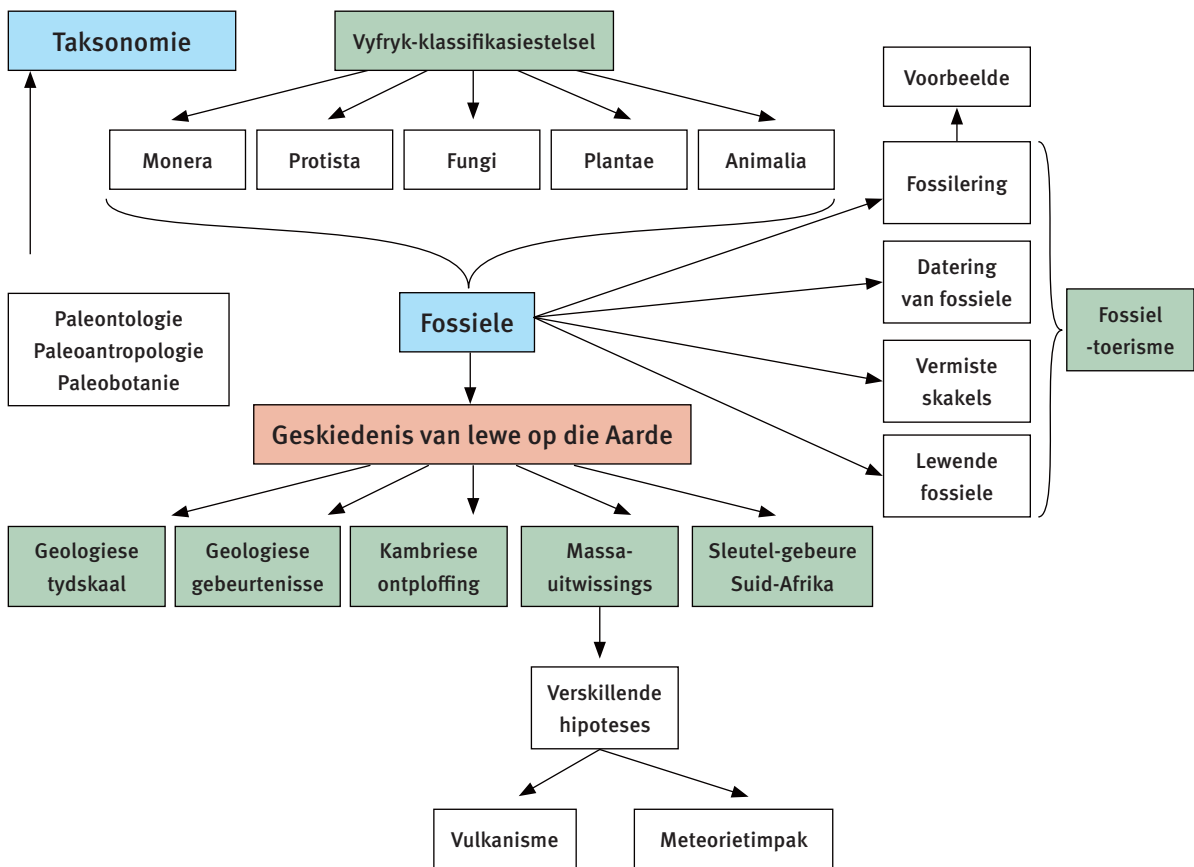 Taksonomie
Vyfryk-klassifikasiestelsel
Voorbeelde
Monera
Protista
Fungi
Plantae
Animalia
Fossilering
Datering
van fossiele
Paleontologie
Paleoantropologie
Paleobotanie
Fossiele
Fossiel
-toerisme
Vermiste
skakels
Geskiedenis van lewe op die Aarde
Lewende
fossiele
Geologiese
tydskaal
Geologiese
gebeurtenisse
Kambriese
ontploffing
Massa-
uitwissings
Sleutel-gebeure
Suid-Afrika
Verskillende
hipoteses
Vulkanisme
Meteorietimpak